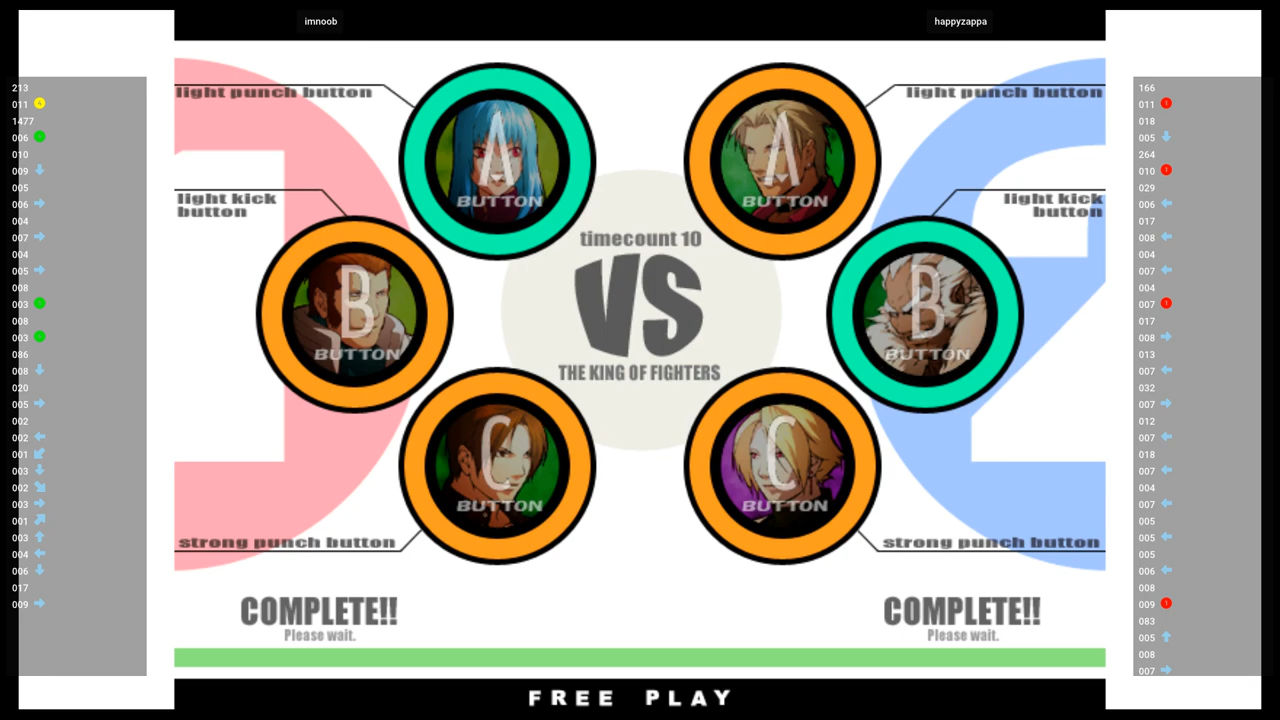 imnoob
happyzappa
light punch button
light punch button
A
BUTTON
A
BUTTON
light kick
button
light kick
button
timecount 10
VS
THE KING OF FIGHTERS
B
BUTTON
B
BUTTON
C
BUTTON
C
BUTTON
strong punch button
strong punch button
COMPLETE!!
Please wait.
COMPLETE!!
Please wait.
FREE PLAY
213
011
1477
006
010
009
005
006
004
007
004
005
008
003
008
003
086
008
020
005
002
002
001
003
002
003
001
003
004
006
017
009
166
011
018
005
264
010
029
006
017
008
004
007
004
007
017
008
013
007
032
007
012
007
018
007
004
007
005
005
005
006
008
009
083
005
008
007